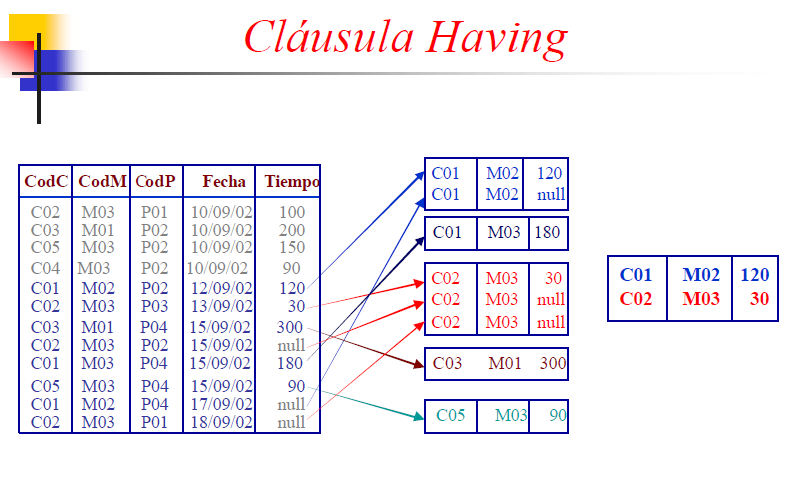 Cláusula Having
CodC CodM CodP Fecha Tiempo
C02 M03 P01 10/09/02 100
C03 M01 P02 10/09/02 200
C05 M03 P02 10/09/02 150
C04 M03 P02 10/09/02 90
C01 M02 P02 12/09/02 120
C02 M03 P03 13/09/02 30
C03 M01 P04 15/09/02 300
C02 M03 P02 15/09/02 null
C01 M03 P04 15/09/02 180
C05 M03 P04 15/09/02 90
C01 M02 P04 17/09/02 null
C02 M03 P01 18/09/02 null
C01 M02 120
C01 M02 null
C01 M03 180
C02 M03 30
C02 M03 null
C02 M03 null
C03 M01 300
C05 M03 90
C01 M02 120
C02 M03 30